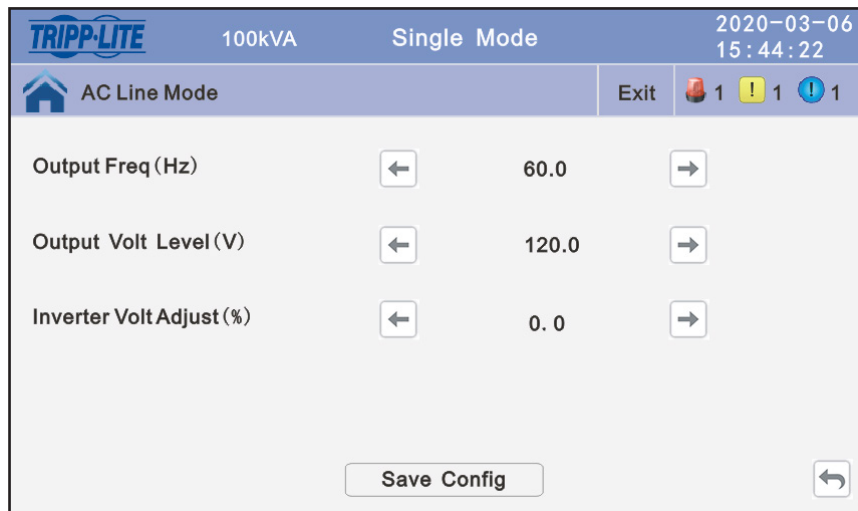 TRIPP·LITE 100kVA Single Mode 2020-03-06
15:44:22
AC Line Mode Exit 1 ! 1 ! 1
Output Freq(Hz) 60.0
Output Volt Level(V) 120.0
Inverter Volt Adjust(%) 0.0
Save Config